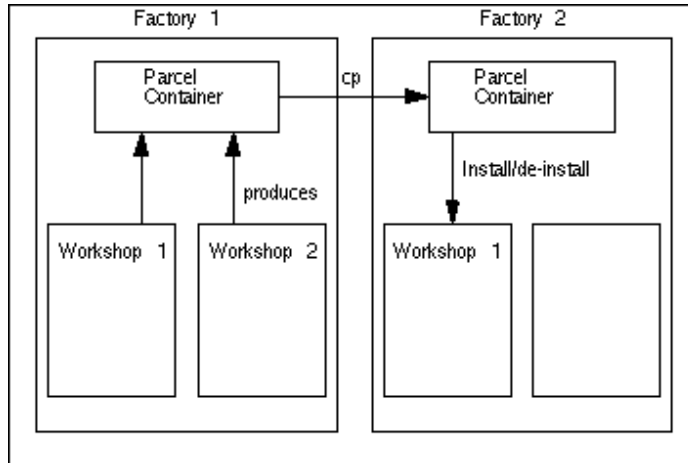 Factory 1
Factory 2
Parcel
Container
cp
Parcel
Container
produces
Install/de-install
Workshop 1
Workshop 2
Workshop 1